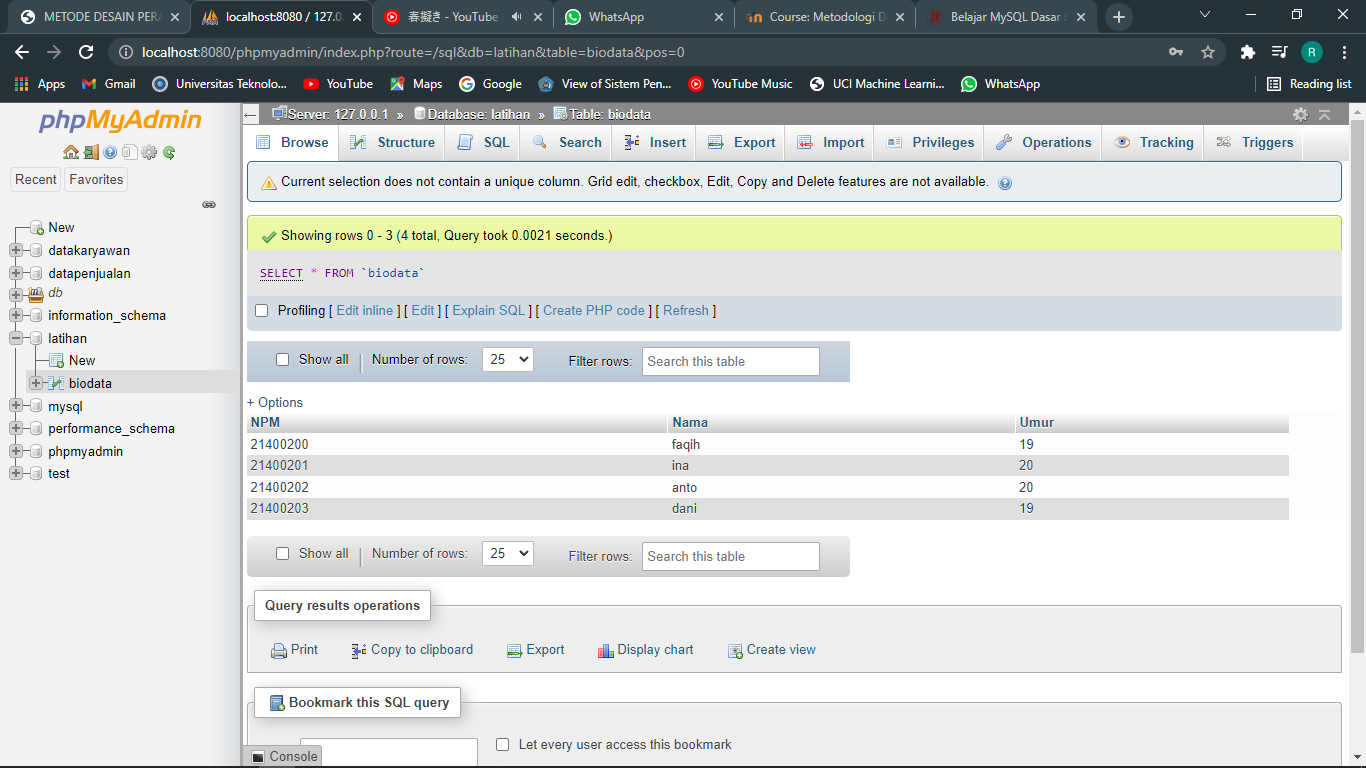 METODE DESAIN PERA
localhost:8080 / 127.0.
春擬き - YouTube
WhatsApp
Course: Metodologi D
Belajar MySQL Dasar :
localhost:8080/phpmyadmin/index.php?route=/sql&db=latihan&table=biodata&pos=0
R
Apps
Gmail
Universitas Teknolo...
YouTube
Maps
Google
View of Sistem Pen...
YouTube Music
UCI Machine Learni...
WhatsApp
Reading list
phpMyAdmin
Recent
Favorites
New
datakaryawan
datapenjualan
db
information_schema
latihan
New
biodata
mysql
performance_schema
phpmyadmin
test
Server: 127.0.0.1 » Database: latihan » Table: biodata
Browse
Structure
SQL
Search
Insert
Export
Import
Privileges
Operations
Tracking
Triggers
Current selection does not contain a unique column. Grid edit, checkbox, Edit, Copy and Delete features are not available.
Showing rows 0 - 3 (4 total, Query took 0.0021 seconds.)
SELECT * FROM `biodata`
Profiling [ Edit inline ] [ Edit ] [ Explain SQL ] [ Create PHP code ] [ Refresh ]
Show all | Number of rows: 25 Filter rows: Search this table
+ Options
NPM Nama Umur
21400200 faqih 19
21400201 ina 20
21400202 anto 20
21400203 dani 19
Show all | Number of rows: 25 Filter rows: Search this table
Query results operations
Print Copy to clipboard Export Display chart Create view
Bookmark this SQL query
Let every user access this bookmark
Console